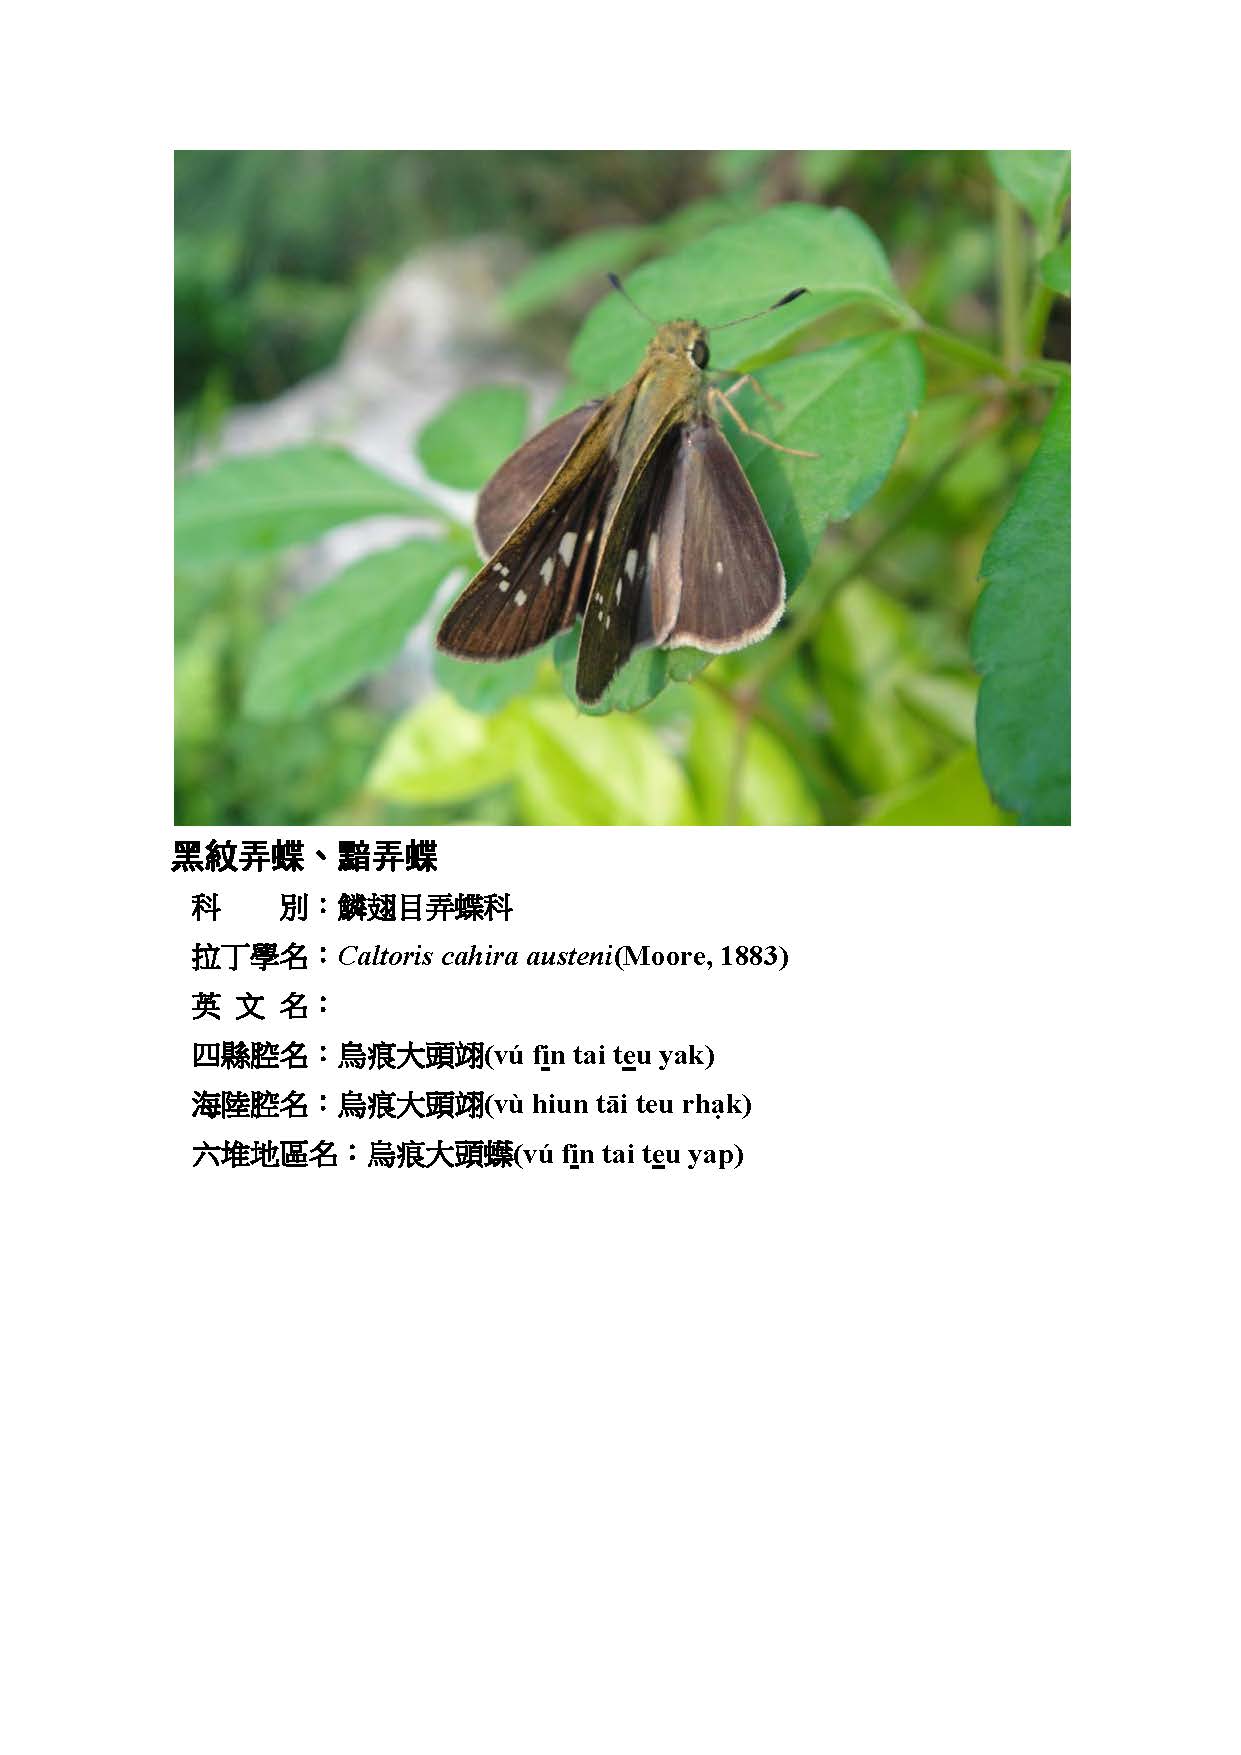 黑紋弄蝶、黯弄蝶
科　　別：鱗翅目弄蝶科
拉丁學名：Caltoris cahira austeni(Moore, 1883)
英 文 名：
四縣腔名：烏痕大頭翊(vú fi̲n tai te̲u yak)
海陸腔名：烏痕大頭翊(vù hiun tāi teu rha̩k)
六堆地區名：烏痕大頭蠂(vú fi̲n tai te̲u yap)